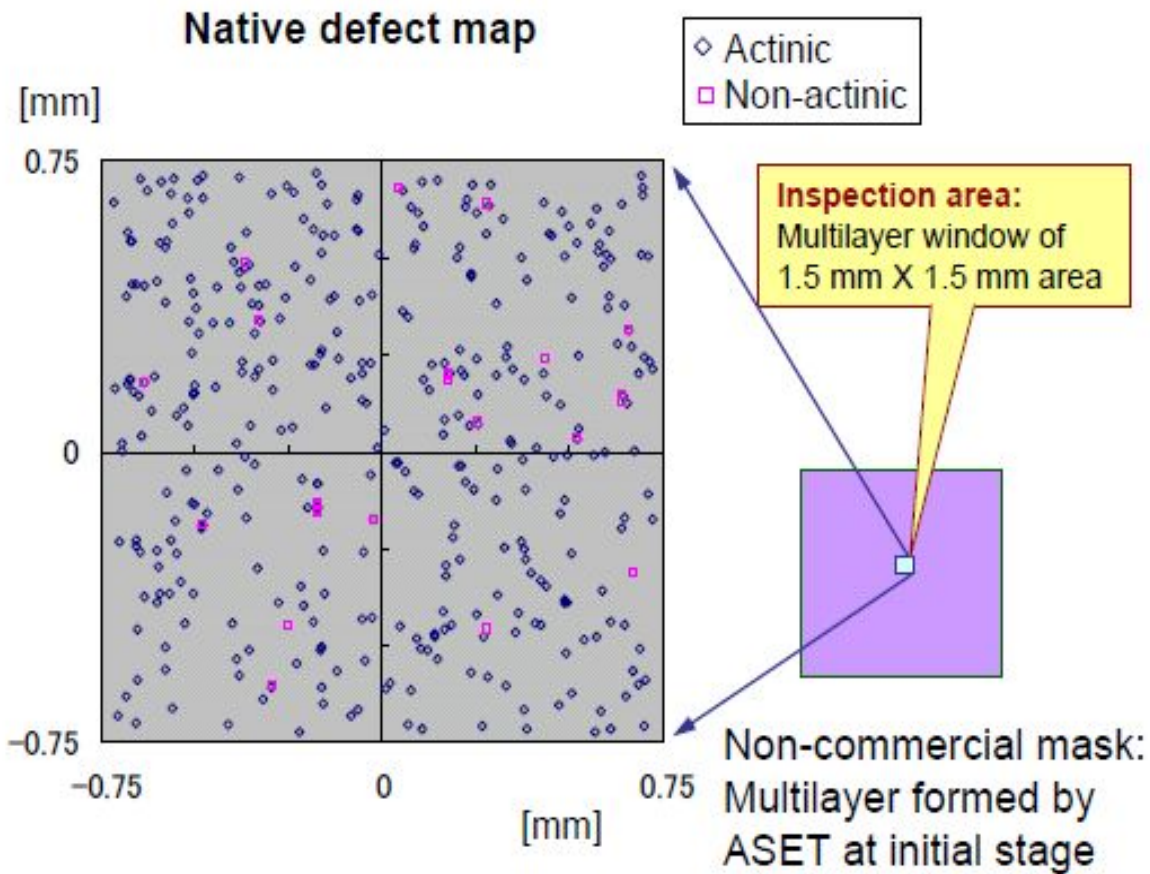 Native defect map
Actinic
Non-actinic
[mm]
0.75
Inspection area:
Multilayer window of
1.5 mm X 1.5 mm area
0
−0.75
−0.75
0
0.75
[mm]
Non-commercial mask:
Multilayer formed by
ASET at initial stage